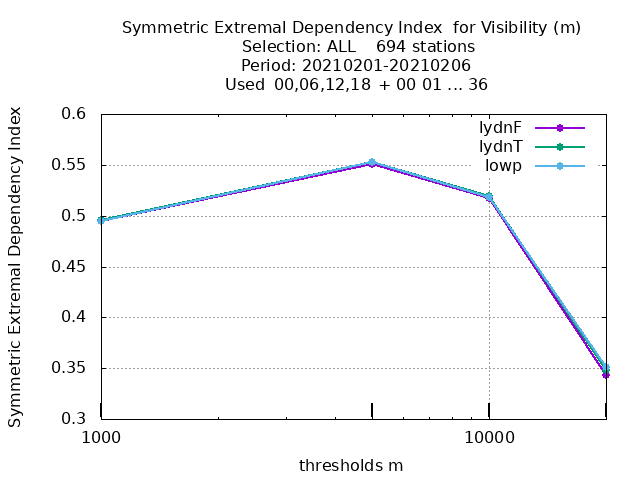 Symmetric Extremal Dependency Index  for Visibility (m)
Selection: ALL    694 stations
Period: 20210201-20210206
Used  00,06,12,18  + 00 01 ... 36
Symmetric Extremal Dependency Index
0.6
0.55
0.5
0.45
0.4
0.35
0.3
lydnF
lydnT
lowp
1000
10000
thresholds m